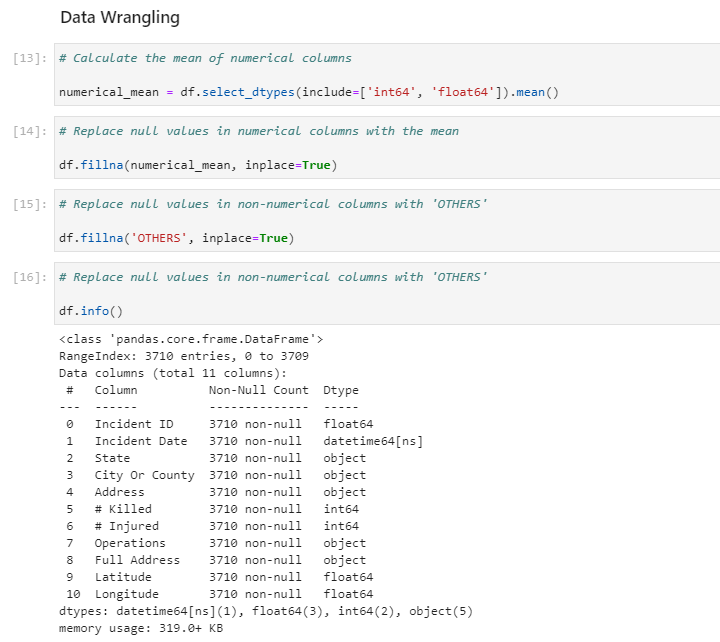 Data Wrangling
[13]: # Calculate the mean of numerical columns
numerical_mean = df.select_dtypes(include=['int64', 'float64']).mean()
[14]: # Replace null values in numerical columns with the mean
df.fillna(numerical_mean, inplace=True)
[15]: # Replace null values in non-numerical columns with 'OTHERS'
df.fillna('OTHERS', inplace=True)
[16]: # Replace null values in non-numerical columns with 'OTHERS'
df.info()
<class 'pandas.core.frame.DataFrame'>
RangeIndex: 3710 entries, 0 to 3709
Data columns (total 11 columns):
 #   Column          Non-Null Count  Dtype
---  ------          --------------  -----
 0   Incident ID     3710 non-null   float64
 1   Incident Date   3710 non-null   datetime64[ns]
 2   State           3710 non-null   object
 3   City Or County  3710 non-null   object
 4   Address         3710 non-null   object
 5   # Killed        3710 non-null   int64
 6   # Injured       3710 non-null   int64
 7   Operations      3710 non-null   object
 8   Full Address    3710 non-null   object
 9   Latitude        3710 non-null   float64
 10  Longitude       3710 non-null   float64
dtypes: datetime64[ns](1), float64(3), int64(2), object(5)
memory usage: 319.0+ KB